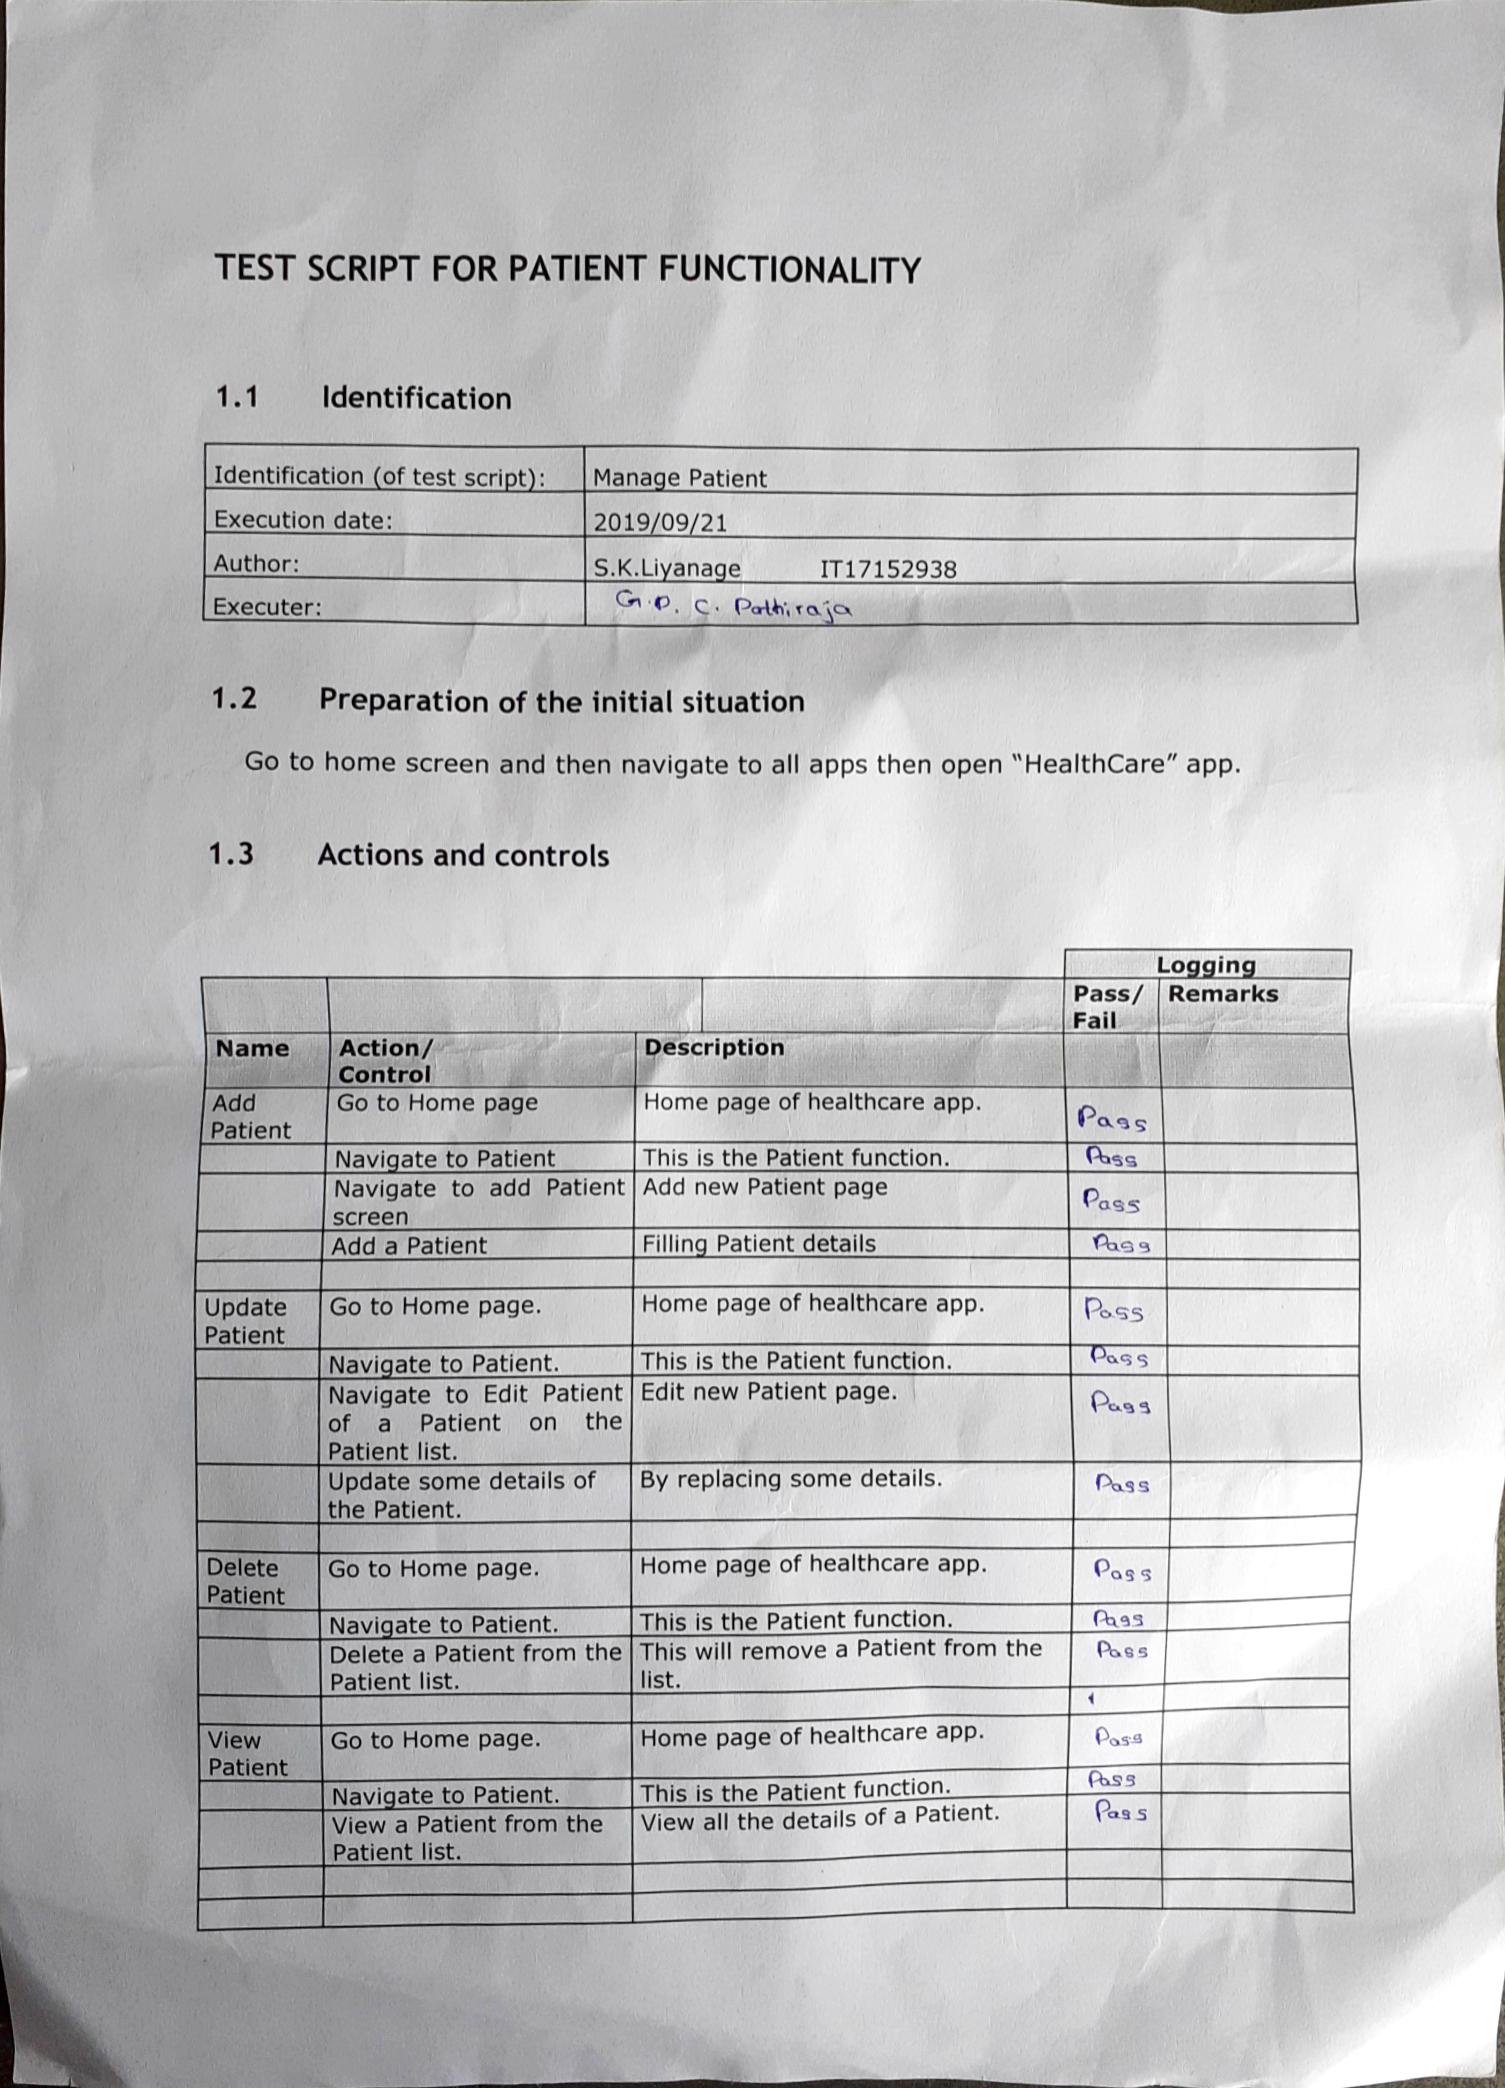 TEST SCRIPT FOR PATIENT FUNCTIONALITY
1.1 Identification
Identification (of test script): Manage Patient
Execution date: 2019/09/21
Author: S.K.Liyanage IT17152938
Executer: G.D. C. Pathiraja
1.2 Preparation of the initial situation
Go to home screen and then navigate to all apps then open “HealthCare” app.
1.3 Actions and controls
Logging
Pass/ Remarks
Fail
Name Action/ Description
Control
Add Go to Home page Home page of healthcare app. Pass
Patient
Navigate to Patient This is the Patient function. Pass
Navigate to add Patient Add new Patient page Pass
screen
Add a Patient Filling Patient details Pass
Update Go to Home page. Home page of healthcare app. Pass
Patient
Navigate to Patient. This is the Patient function. Pass
Navigate to Edit Patient Edit new Patient page. Pass
of a Patient on the
Patient list.
Update some details of By replacing some details. Pass
the Patient.
Delete Go to Home page. Home page of healthcare app. Pass
Patient
Navigate to Patient. This is the Patient function. Pass
Delete a Patient from the This will remove a Patient from the Pass
Patient list. list.
View Go to Home page. Home page of healthcare app. Pass
Patient
Navigate to Patient. This is the Patient function. Pass
View a Patient from the View all the details of a Patient. Pass
Patient list.